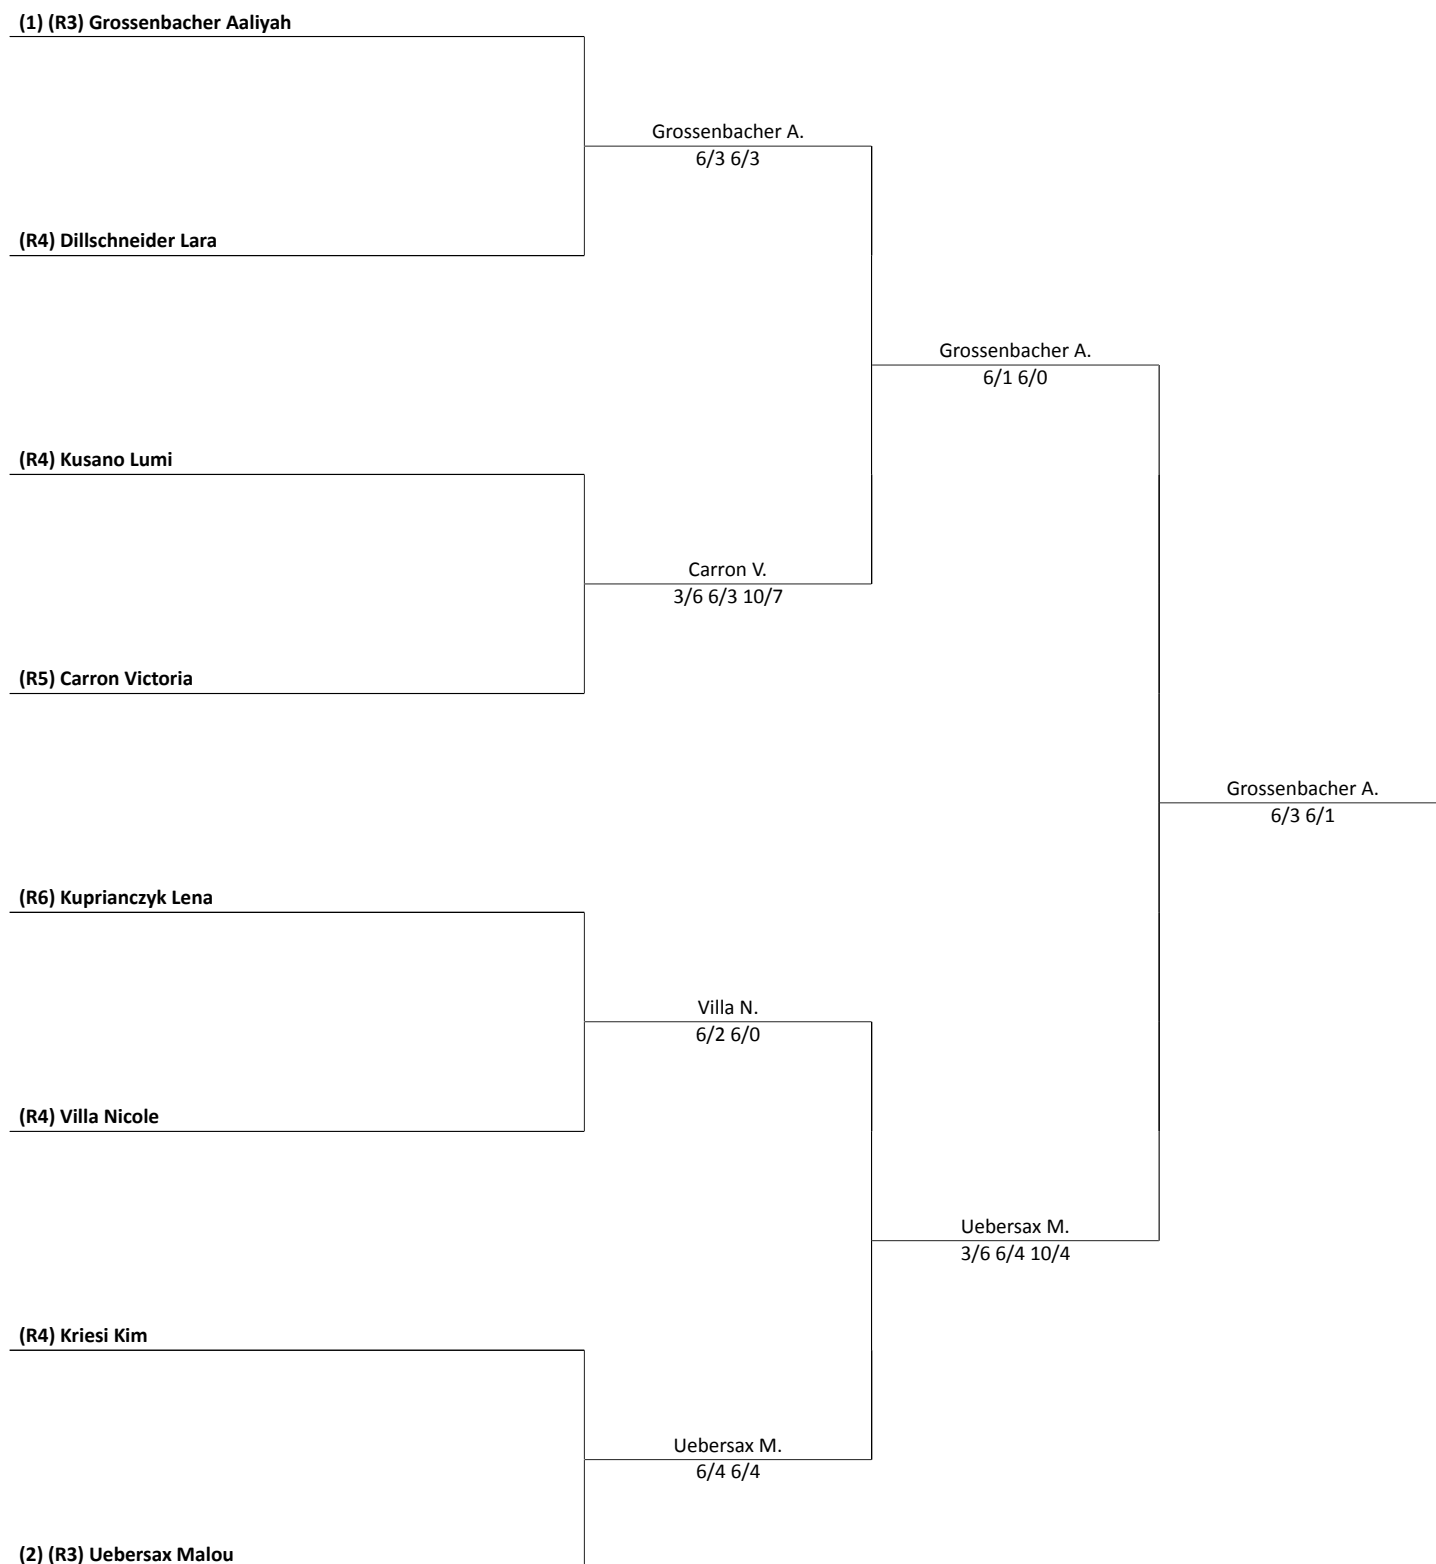 (1) (R3) Grossenbacher Aaliyah
Grossenbacher A.
6/3 6/3
(R4) Dillschneider Lara
Grossenbacher A.
6/1 6/0
(R4) Kusano Lumi
Carron V.
3/6 6/3 10/7
(R5) Carron Victoria
Grossenbacher A.
6/3 6/1
(R6) Kuprianczyk Lena
Villa N.
6/2 6/0
(R4) Villa Nicole
Uebersax M.
3/6 6/4 10/4
(R4) Kriesi Kim
Uebersax M.
6/4 6/4
(2) (R3) Uebersax Malou